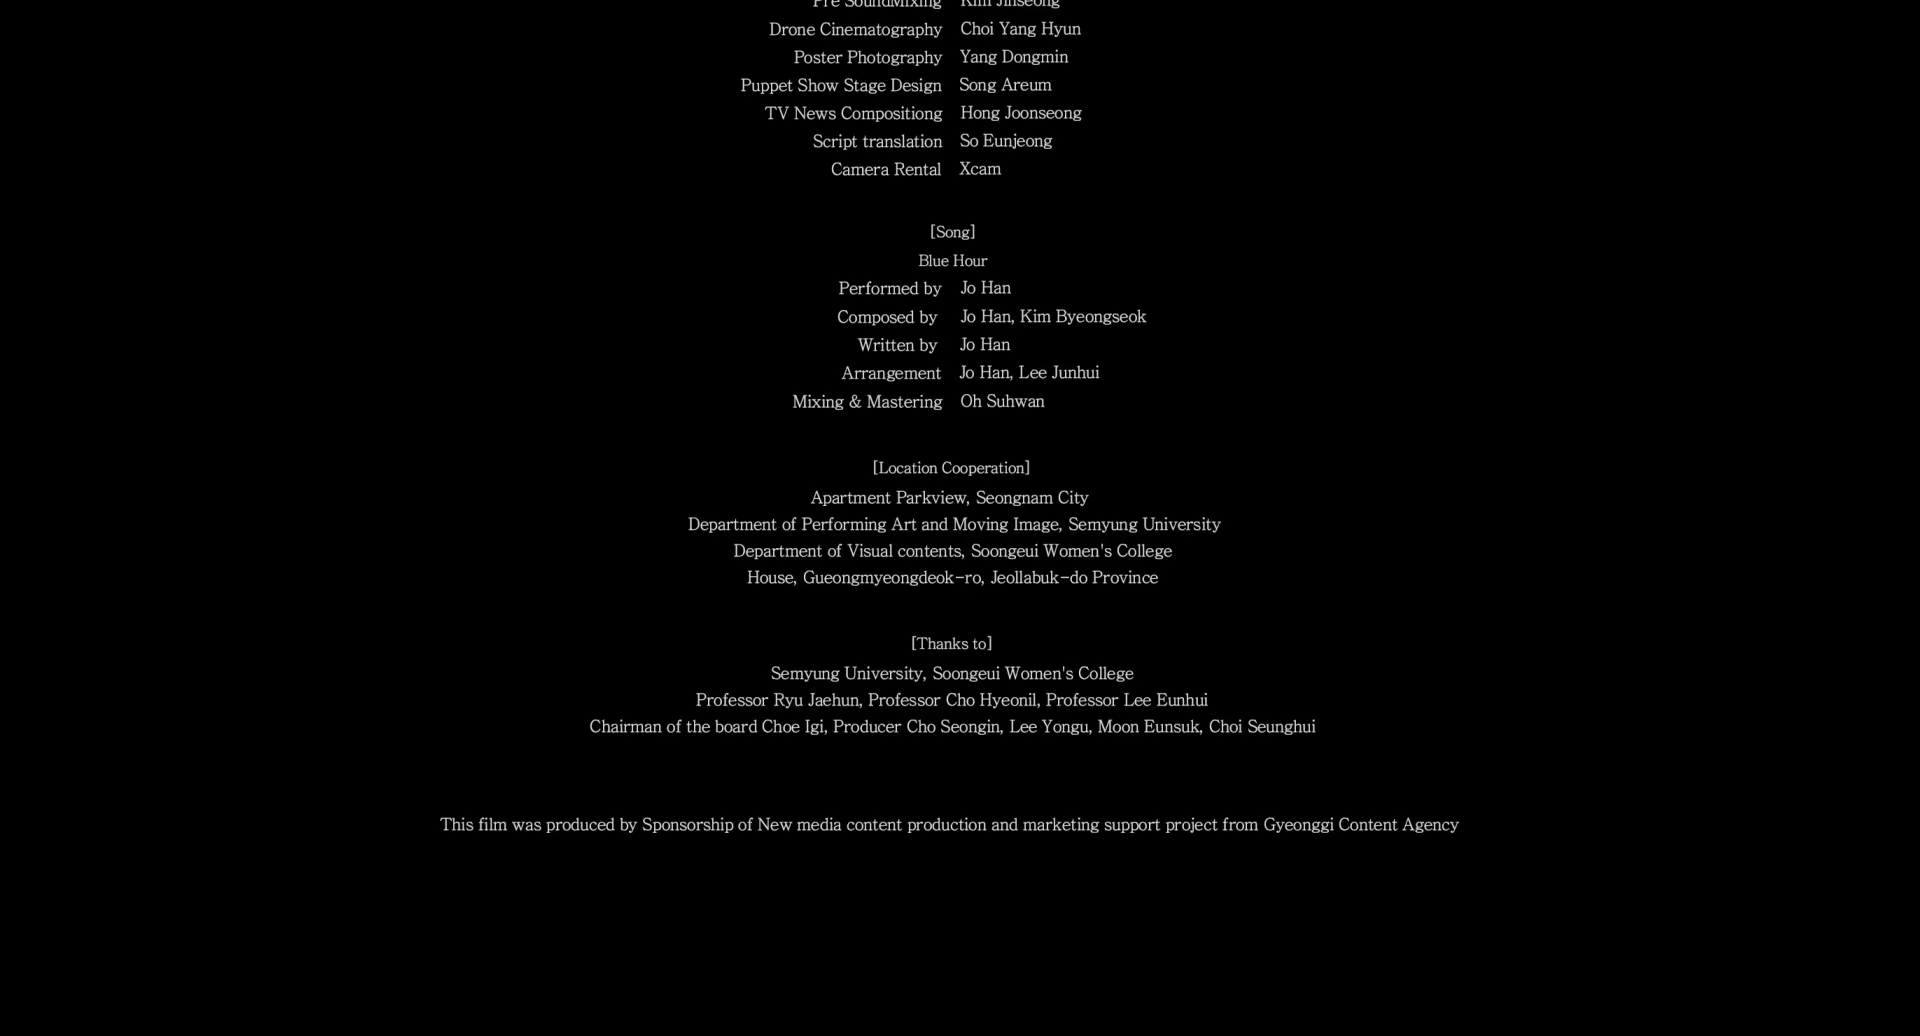 Pre SoundMixing Kim Jinseong
Drone Cinematography Choi Yang Hyun
Poster Photography Yang Dongmin
Puppet Show Stage Design Song Areum
TV News Compositiong Hong Joonseong
Script translation So Eunjeong
Camera Rental Xcam
[Song]
Blue Hour
Performed by Jo Han
Composed by Jo Han, Kim Byeongseok
Written by Jo Han
Arrangement Jo Han, Lee Junhui
Mixing & Mastering Oh Suhwan
[Location Cooperation]
Apartment Parkview, Seongnam City
Department of Performing Art and Moving Image, Semyung University
Department of Visual contents, Soongeui Women's College
House, Gueongmyeongdeok-ro, Jeollabuk-do Province
[Thanks to]
Semyung University, Soongeui Women's College
Professor Ryu Jaehun, Professor Cho Hyeonil, Professor Lee Eunhui
Chairman of the board Choe Igi, Producer Cho Seongin, Lee Yongu, Moon Eunsuk, Choi Seunghui
This film was produced by Sponsorship of New media content production and marketing support project from Gyeonggi Content Agency